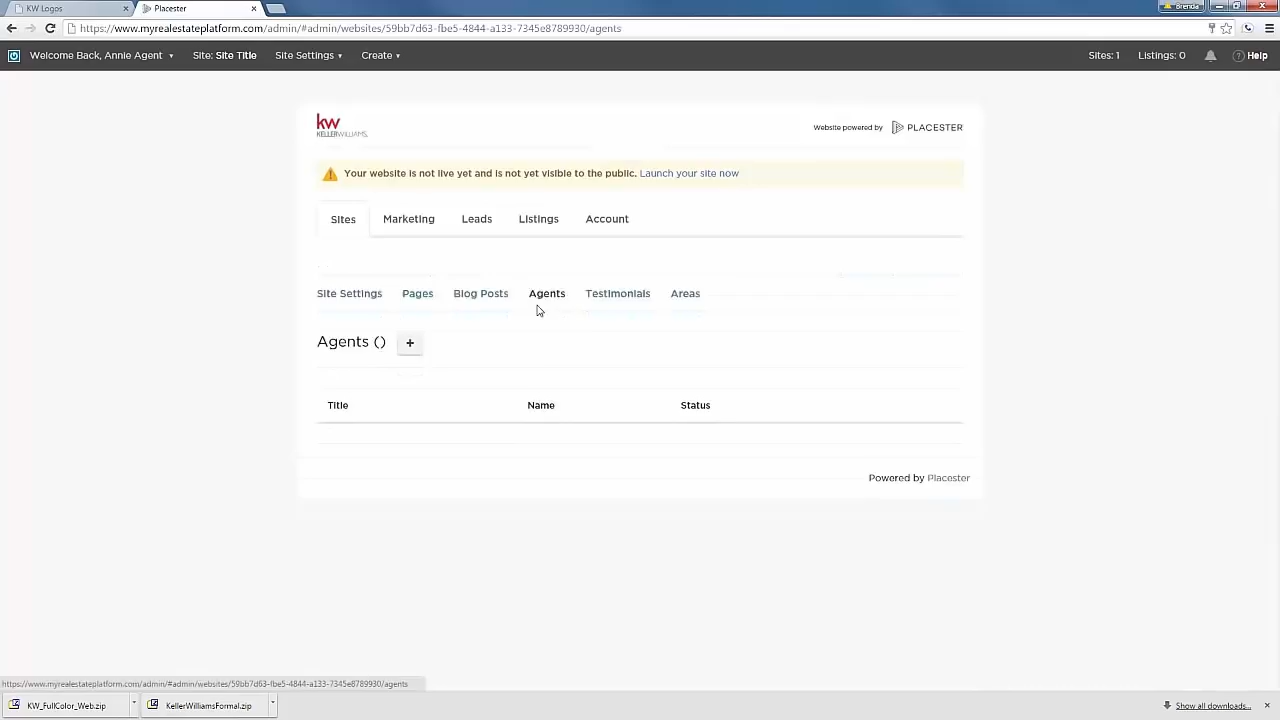 KW Logos
Placester
Brenda
https://www.myrealestateplatform.com/admin/#admin/websites/59bb7d63-fbe5-4844-a133-7345e8789930/agents
Welcome Back, Annie Agent
Site: Site Title
Site Settings
Create
Sites: 1
Listings: 0
? Help
kw
KELLERWILLIAMS.
Website powered by PLACESTER
Your website is not live yet and is not yet visible to the public. Launch your site now
Sites
Marketing
Leads
Listings
Account
Site Settings
Pages
Blog Posts
Agents
Testimonials
Areas
Agents ()
+
Title
Name
Status
Powered by Placester
https://www.myrealestateplatform.com/admin/#admin/websites/59bb7d63-fbe5-4844-a133-7345e8789930/agents
KW_FullColor_Web.zip
KellerWilliamsFormal.zip
Show all downloads...